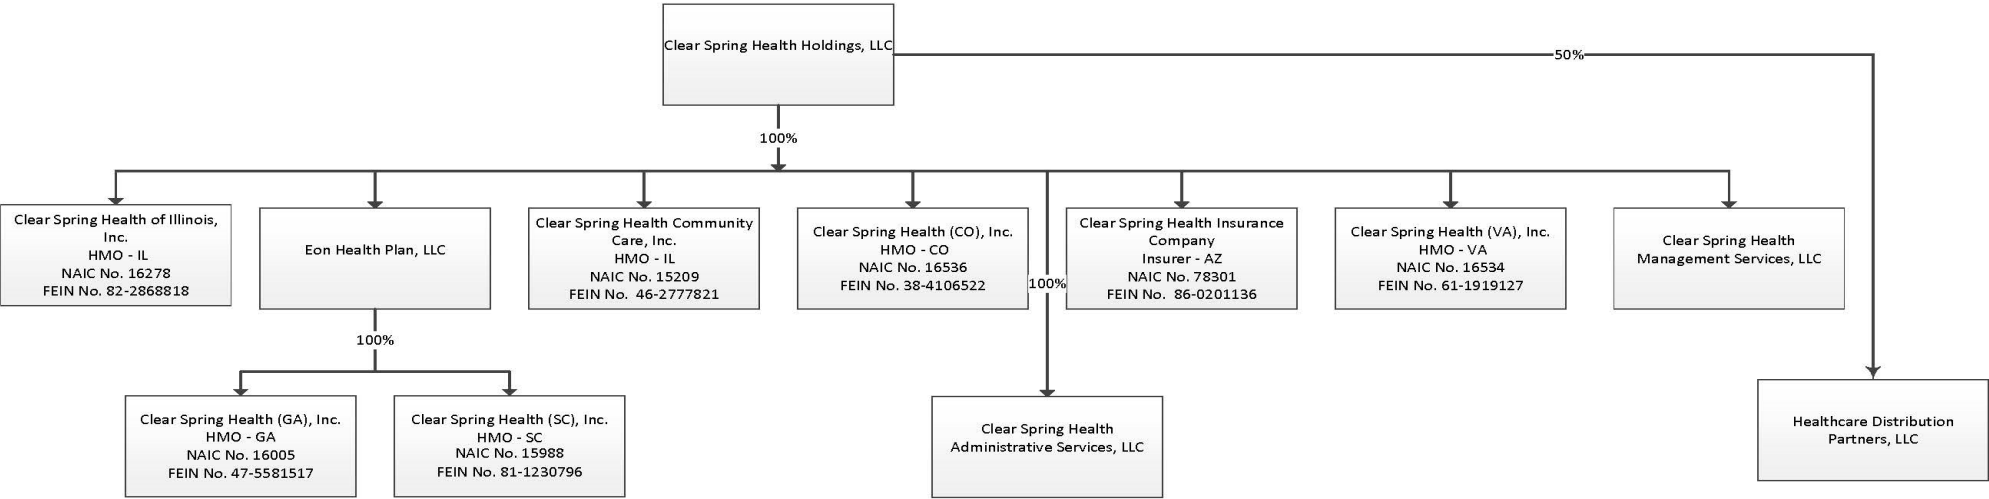 Clear Spring Health Holdings, LLC
50%
100%
Clear Spring Health of Illinois,
Inc.
HMO - IL
NAIC No. 16278
FEIN No. 82-2868818
Eon Health Plan, LLC
Clear Spring Health Community
Care, Inc.
HMO - IL
NAIC No. 15209
FEIN No.  46-2777821
Clear Spring Health (CO), Inc.
HMO - CO
NAIC No. 16536
FEIN No. 38-4106522
100%
Clear Spring Health Insurance
Company
Insurer - AZ
NAIC No. 78301
FEIN No.  86-0201136
Clear Spring Health (VA), Inc.
HMO - VA
NAIC No. 16534
FEIN No. 61-1919127
Clear Spring Health
Management Services, LLC
100%
Clear Spring Health (GA), Inc.
HMO - GA
NAIC No. 16005
FEIN No. 47-5581517
Clear Spring Health (SC), Inc.
HMO - SC
NAIC No. 15988
FEIN No. 81-1230796
Clear Spring Health
Administrative Services, LLC
Healthcare Distribution
Partners, LLC